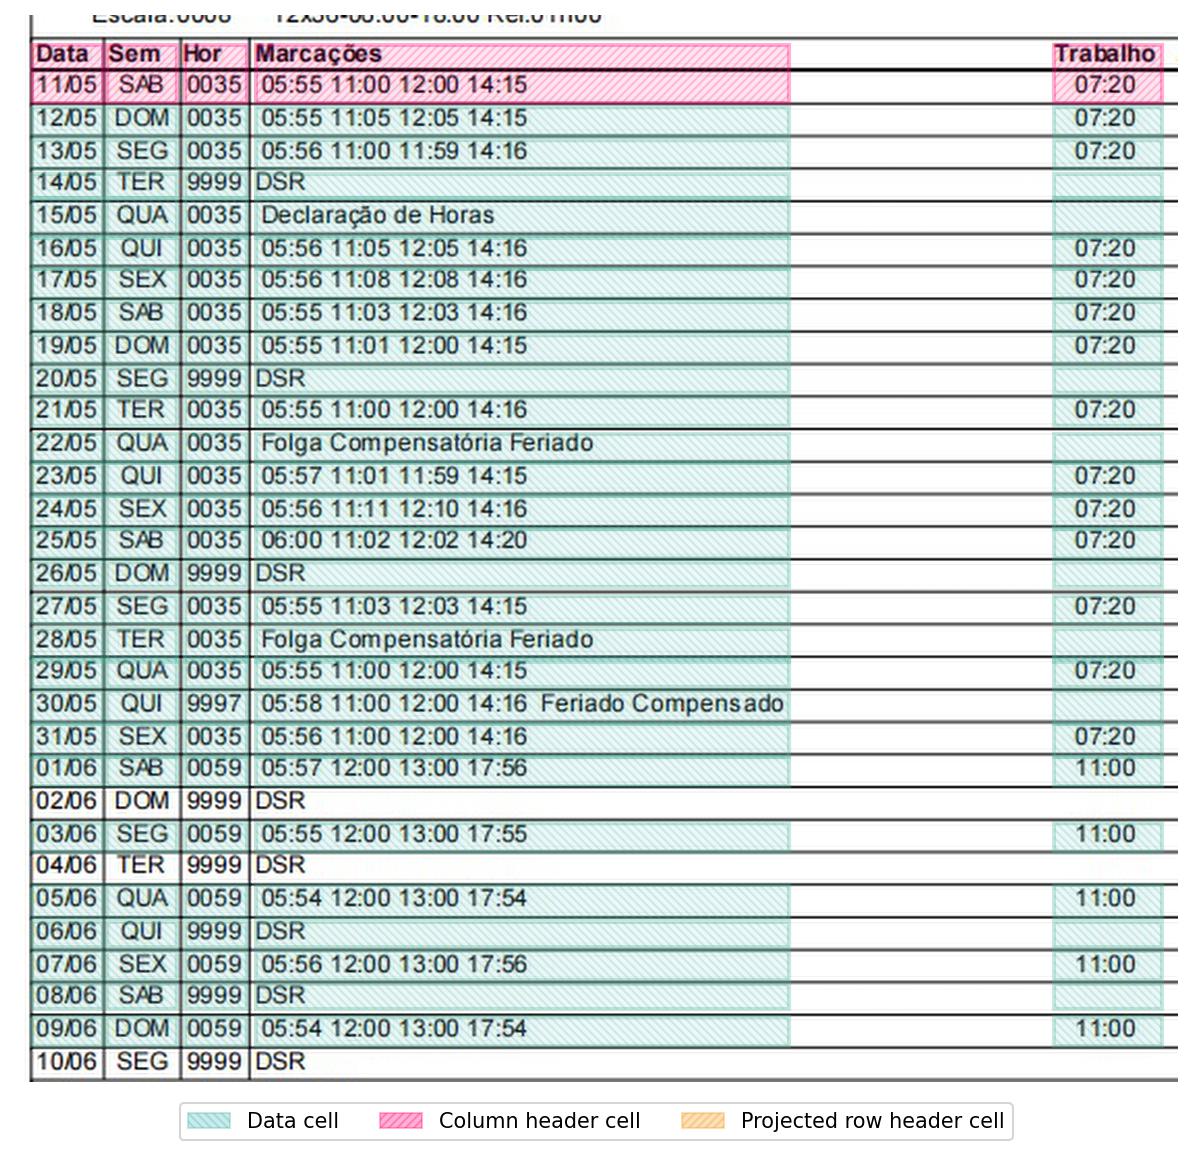 Data Sem Hor Marcações Trabalho
11/05 SAB 0035 05:55 11:00 12:00 14:15 07:20
12/05 DOM 0035 05:55 11:05 12:05 14:15 07:20
13/05 SEG 0035 05:56 11:00 11:59 14:16 07:20
14/05 TER 9999 DSR
15/05 QUA 0035 Declaração de Horas
16/05 QUI 0035 05:56 11:05 12:05 14:16 07:20
17/05 SEX 0035 05:56 11:08 12:08 14:16 07:20
18/05 SAB 0035 05:55 11:03 12:03 14:16 07:20
19/05 DOM 0035 05:55 11:01 12:00 14:15 07:20
20/05 SEG 9999 DSR
21/05 TER 0035 05:55 11:00 12:00 14:16 07:20
22/05 QUA 0035 Folga Compensatória Feriado
23/05 QUI 0035 05:57 11:01 11:59 14:15 07:20
24/05 SEX 0035 05:56 11:11 12:10 14:16 07:20
25/05 SAB 0035 06:00 11:02 12:02 14:20 07:20
26/05 DOM 9999 DSR
27/05 SEG 0035 05:55 11:03 12:03 14:15 07:20
28/05 TER 0035 Folga Compensatória Feriado
29/05 QUA 0035 05:55 11:00 12:00 14:15 07:20
30/05 QUI 9997 05:58 11:00 12:00 14:16 Feriado Compensado
31/05 SEX 0035 05:56 11:00 12:00 14:16 07:20
01/06 SAB 0059 05:57 12:00 13:00 17:56 11:00
02/06 DOM 9999 DSR
03/06 SEG 0059 05:55 12:00 13:00 17:55 11:00
04/06 TER 9999 DSR
05/06 QUA 0059 05:54 12:00 13:00 17:54 11:00
06/06 QUI 9999 DSR
07/06 SEX 0059 05:56 12:00 13:00 17:56 11:00
08/06 SAB 9999 DSR
09/06 DOM 0059 05:54 12:00 13:00 17:54 11:00
10/06 SEG 9999 DSR
Data cell Column header cell Projected row header cell